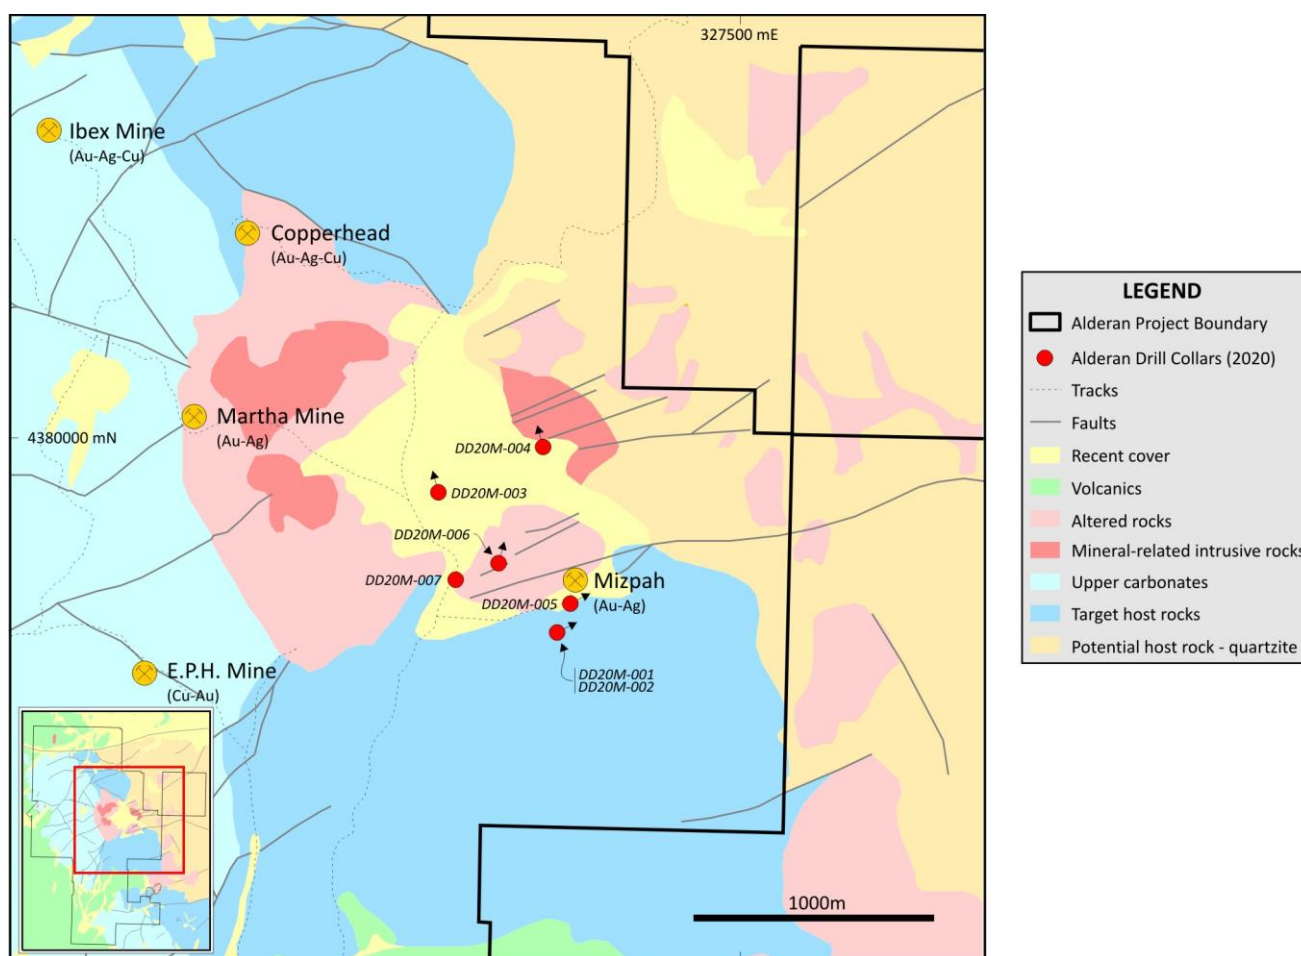 327500 mE
Ibex Mine
(Au-Ag-Cu)
Copperhead
(Au-Ag-Cu)
Martha Mine
(Au-Ag)
4380000 mN
DD20M-004
DD20M-003
DD20M-006
DD20M-007
Mizpah
(Au-Ag)
DD20M-005
DD20M-001
DD20M-002
E.P.H. Mine
(Cu-Au)
1000m
LEGEND
Alderan Project Boundary
Alderan Drill Collars (2020)
Tracks
Faults
Recent cover
Volcanics
Altered rocks
Mineral-related intrusive rocks
Upper carbonates
Target host rocks
Potential host rock - quartzite